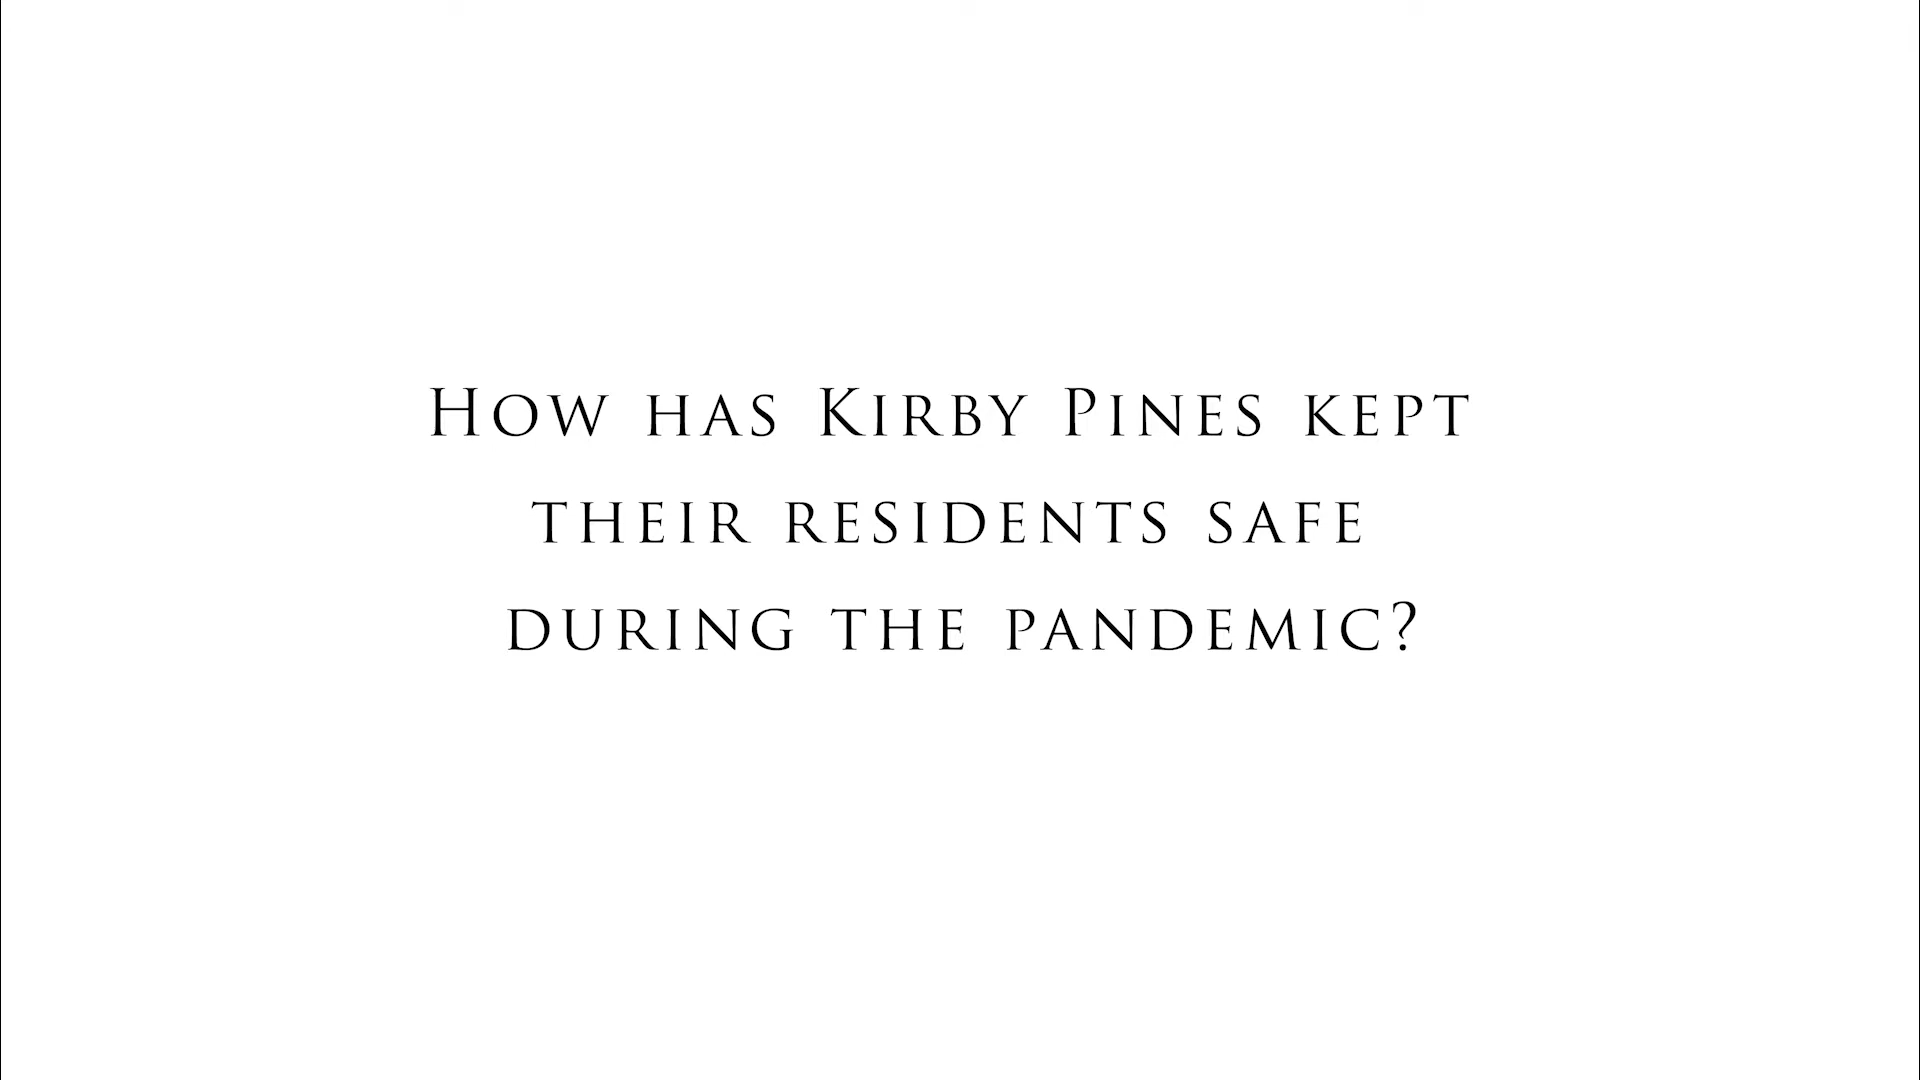 How has Kirby Pines kept
their residents safe
during the pandemic?